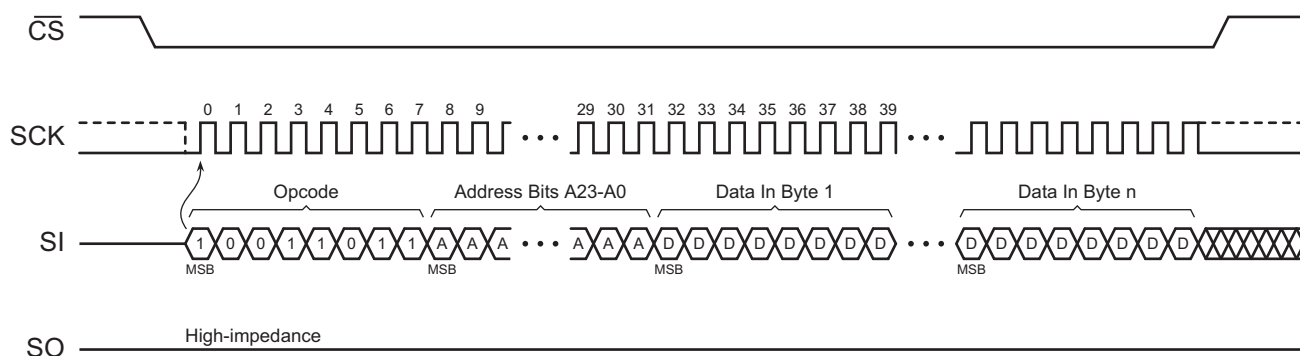 CS
0 1 2 3 4 5 6 7 8 9 29 30 31 32 33 34 35 36 37 38 39
SCK
Opcode Address Bits A23-A0 Data In Byte 1 Data In Byte n
SI 1 0 0 1 1 0 1 1 A A A A A A D D D D D D D D D D D D D D D D
MSB MSB MSB MSB
High-impedance
SO